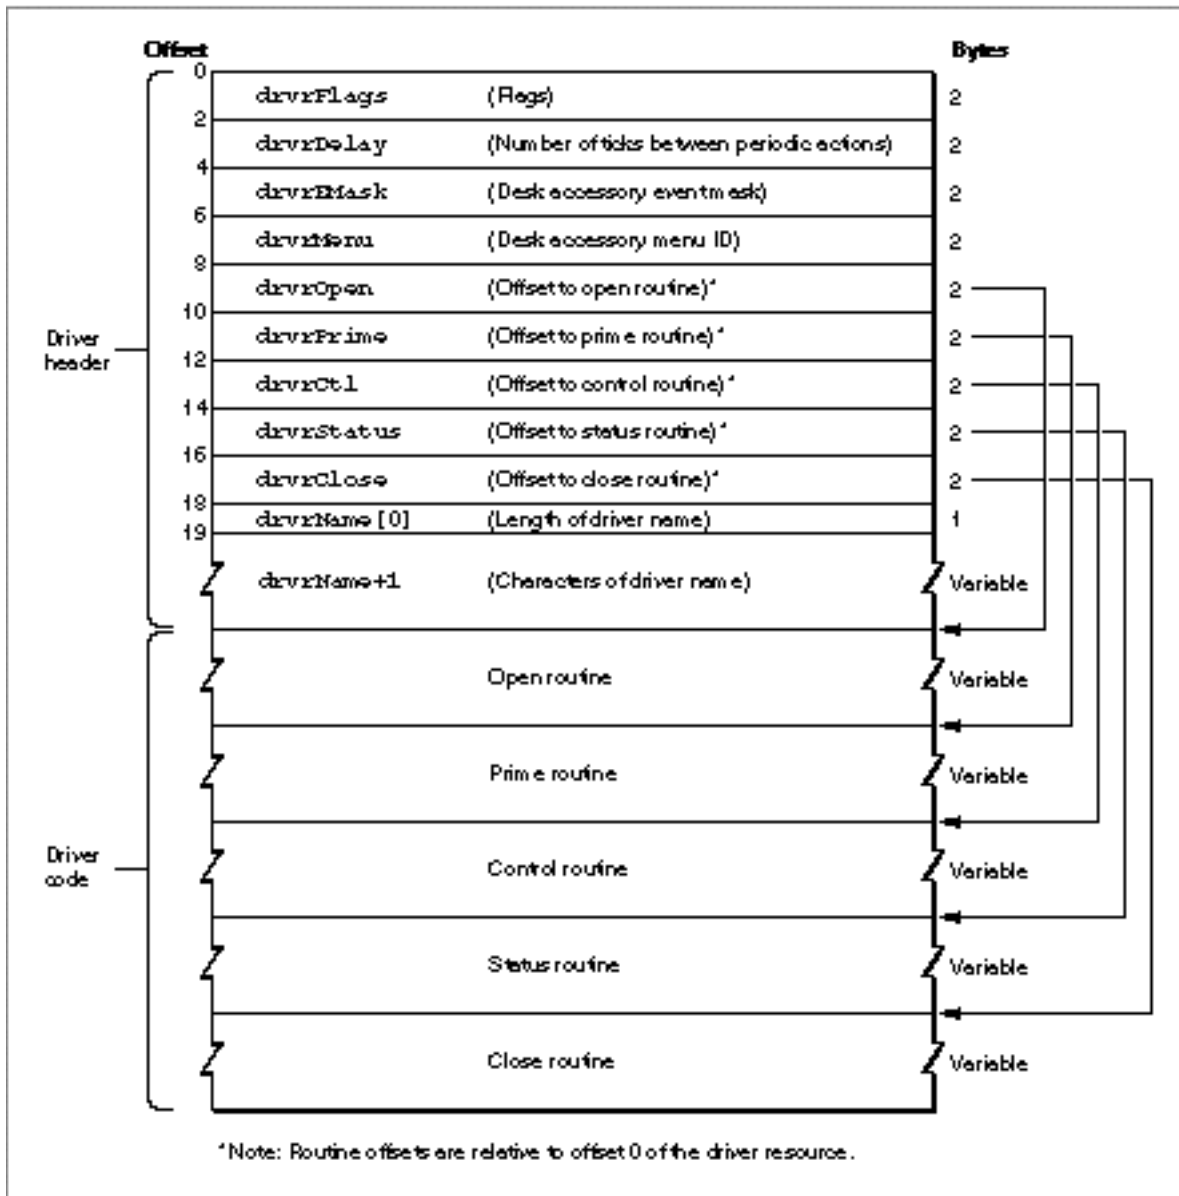 Offset Bytes
0
drvrFlags (Flags) 2
2
drvrDelay (Number of ticks between periodic actions) 2
4
drvrEMask (Desk accessory event mask) 2
6
drvrMenu (Desk accessory menu ID) 2
8
drvrOpen (Offset to open routine)* 2
10
Driver header
drvrPrime (Offset to prime routine)* 2
12
drvrCtl (Offset to control routine)* 2
14
drvrStatus (Offset to status routine)* 2
16
drvrClose (Offset to close routine)* 2
18
drvrName[0] (Length of driver name) 1
19
drvrName+1 (Characters of driver name) Variable
Open routine Variable
Prime routine Variable
Driver code
Control routine Variable
Status routine Variable
Close routine Variable
*Note: Routine offsets are relative to offset 0 of the driver resource.